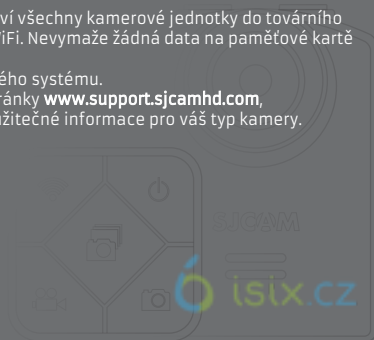 ví všechny kamerové jednotky do továrního
iFi. Nevymaže žádná data na paměťové kartě
ého systému.
ránky www.support.sjcamhd.com,
žitečné informace pro váš typ kamery.
SJCAM
isix.cz